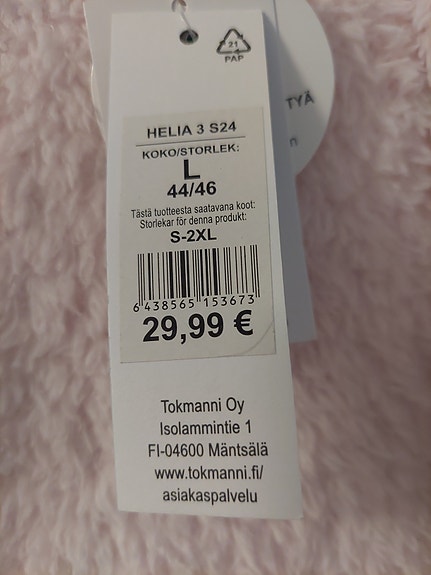 21
PAP
TYÄ
n
HELIA 3 S24
KOKO/STORLEK:
L
44/46
Tästä tuotteesta saatavana koot:
Storlekar för denna produkt:
S-2XL
6 438565 153673
29,99 €
Tokmanni Oy
Isolammintie 1
FI-04600 Mäntsälä
www.tokmanni.fi/
asiakaspalvelu